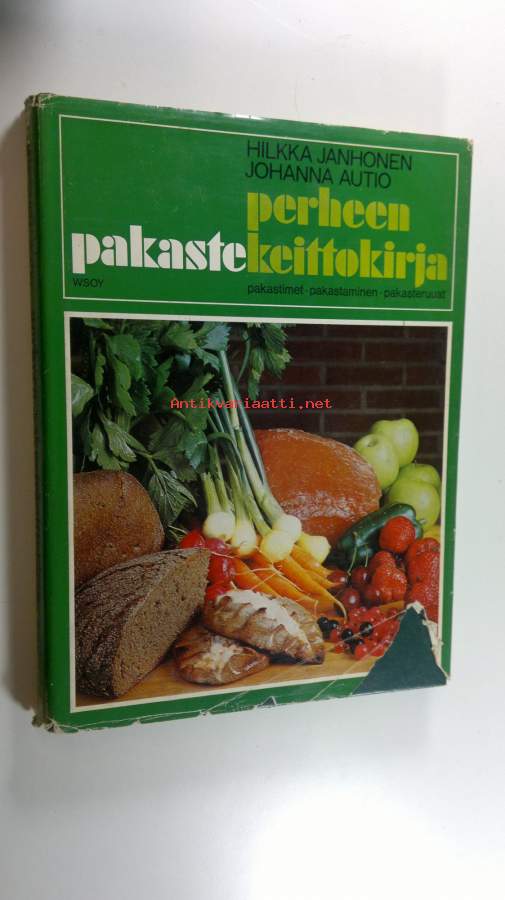 HILKKA JANHONEN
JOHANNA AUTIO
perheen
pakastekeittokirja
WSOY
pakastimet · pakastaminen · pakasteruuat
Antikvariaatti.net